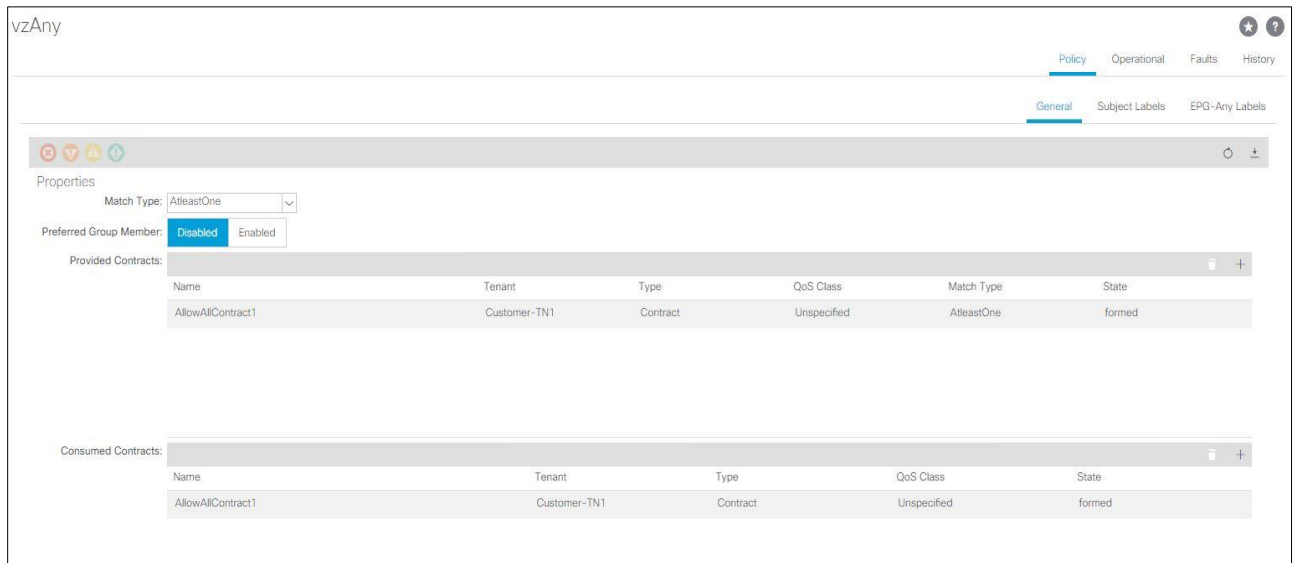 vzAny
Policy Operational Faults History
General Subject Labels EPG-Any Labels
Properties
Match Type: AtleastOne
Preferred Group Member: Disabled Enabled
Provided Contracts:
Name Tenant Type QoS Class Match Type State
AllowAllContract1 Customer-TN1 Contract Unspecified AtleastOne formed
Consumed Contracts:
Name Tenant Type QoS Class State
AllowAllContract1 Customer-TN1 Contract Unspecified formed